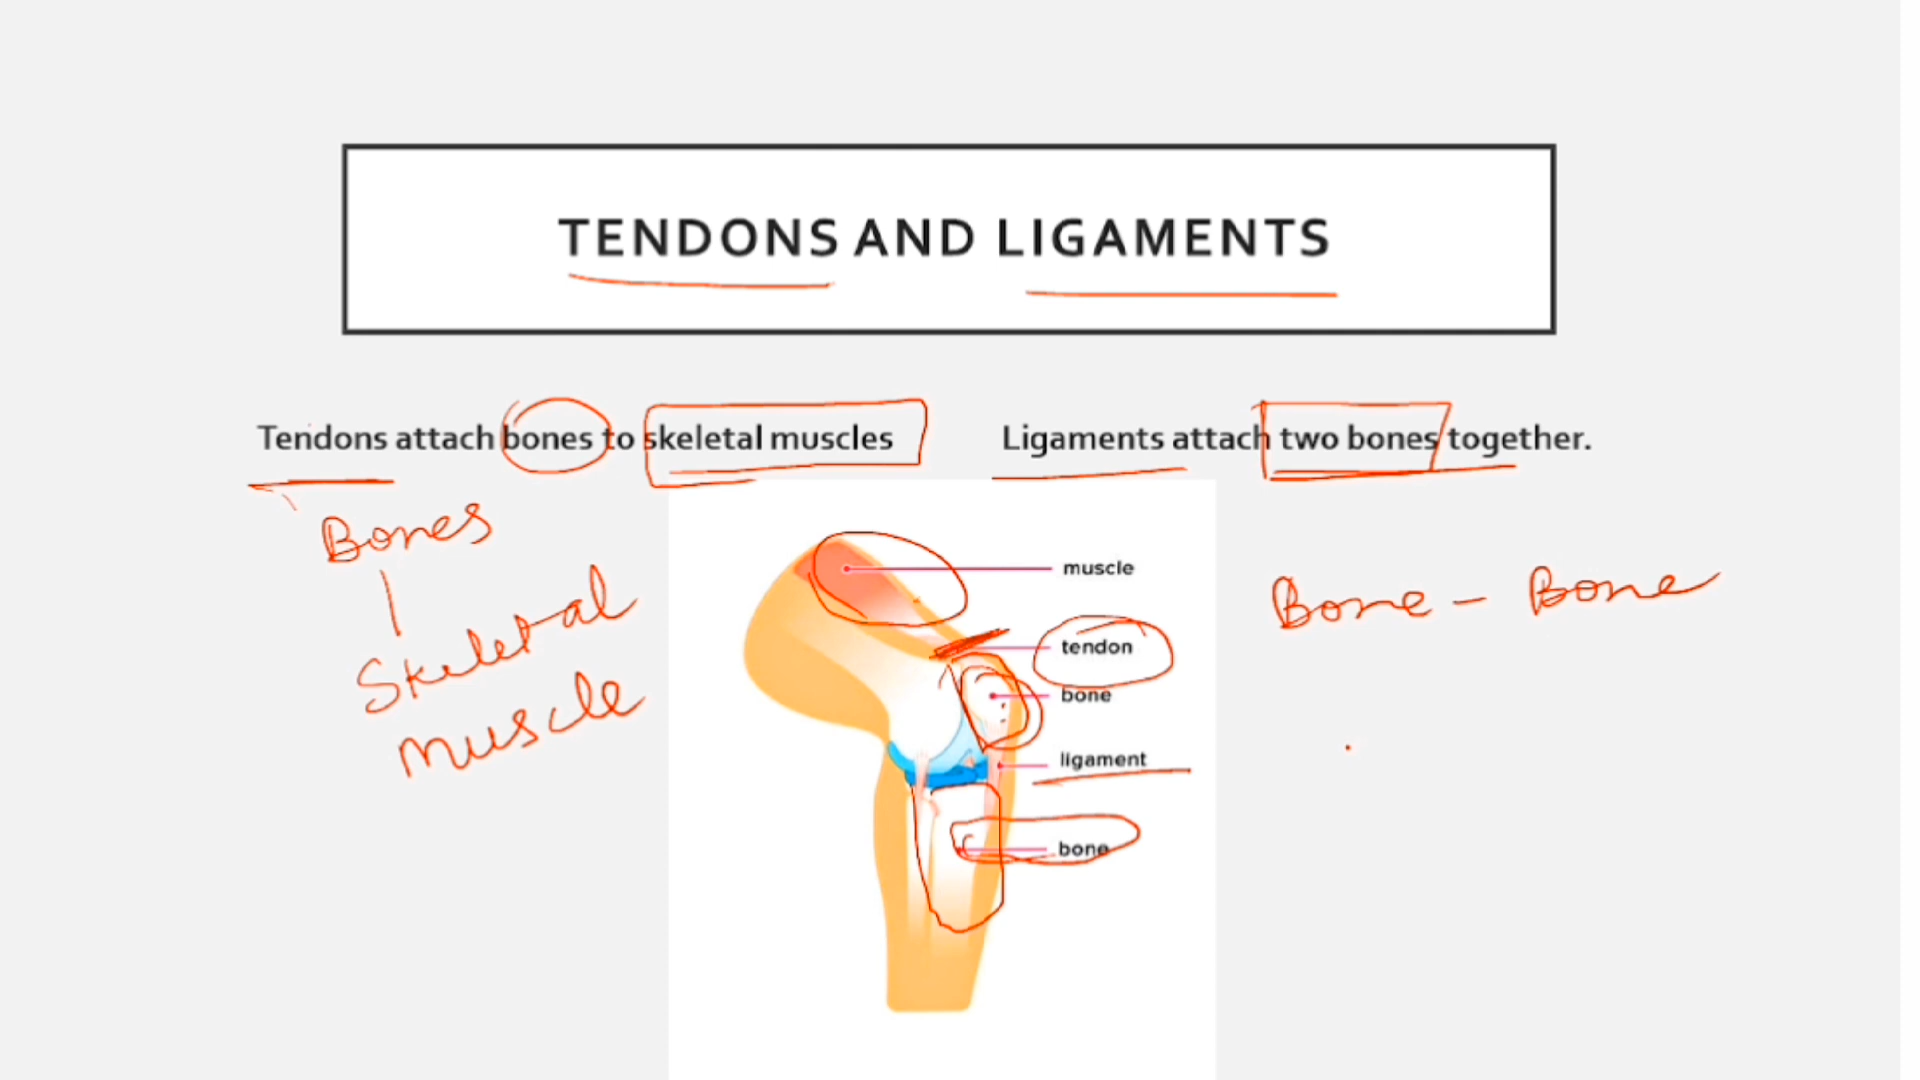 TENDONS AND LIGAMENTS
Tendons attach bones to skeletal muscles
Ligaments attach two bones together.
Bones
Skeletal
Muscle
muscle
tendon
bone
ligament
bone
Bone - Bone